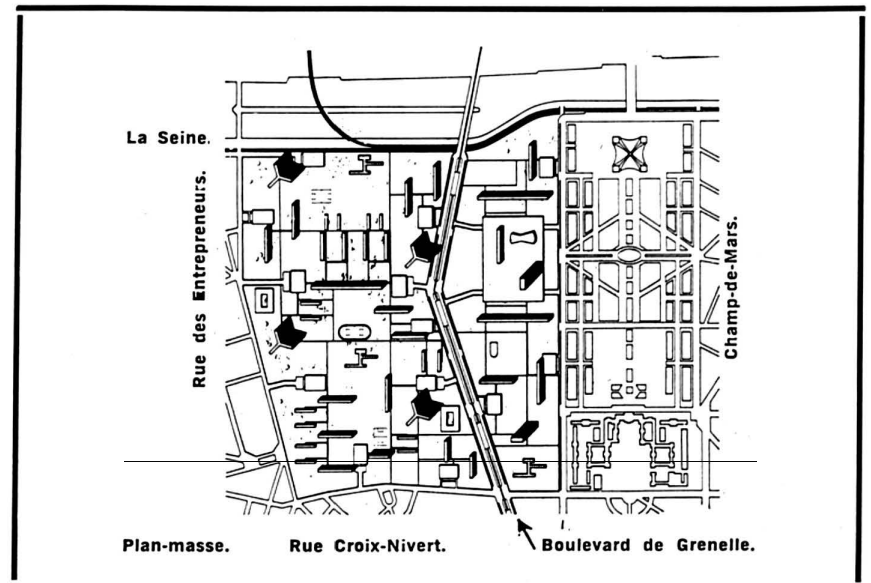 La Seine.
Rue des Entrepreneurs.
Champ-de-Mars.
Plan-masse.
Rue Croix-Nivert.
Boulevard de Grenelle.